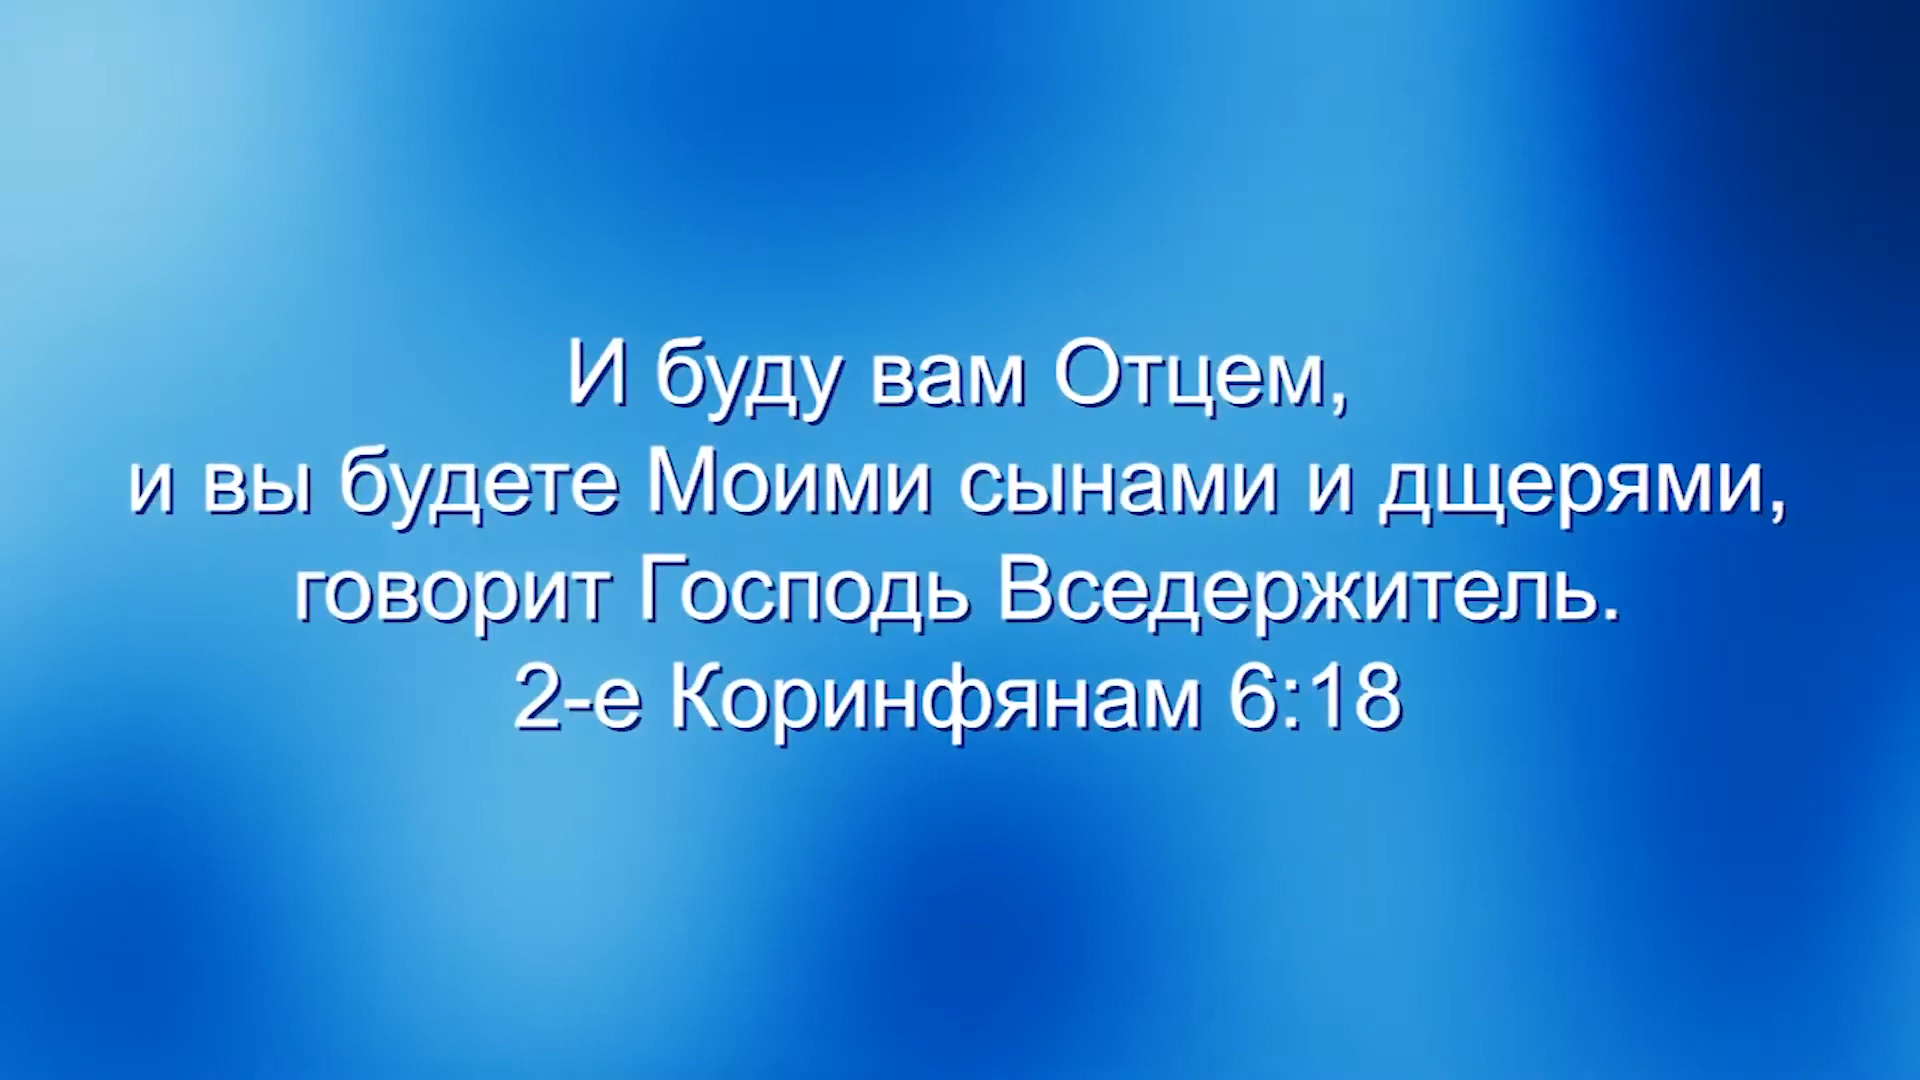 И буду вам Отцем,
и вы будете Моими сынами и дщерями,
говорит Господь Вседержитель.
2-е Коринфянам 6:18